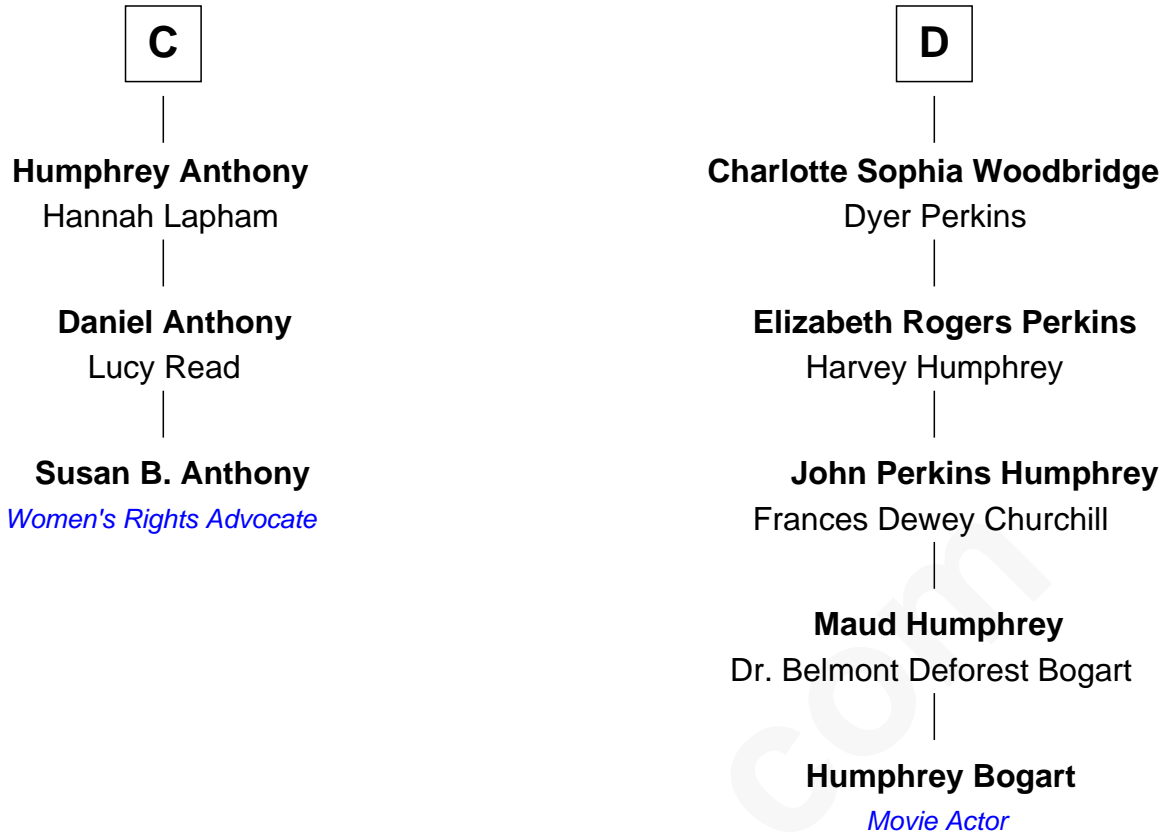 C
Humphrey Anthony
Hannah Lapham
Daniel Anthony
Lucy Read
Susan B. Anthony
Women's Rights Advocate
D
Charlotte Sophia Woodbridge
Dyer Perkins
Elizabeth Rogers Perkins
Harvey Humphrey
John Perkins Humphrey
Frances Dewey Churchill
Maud Humphrey
Dr. Belmont Deforest Bogart
Humphrey Bogart
Movie Actor
com